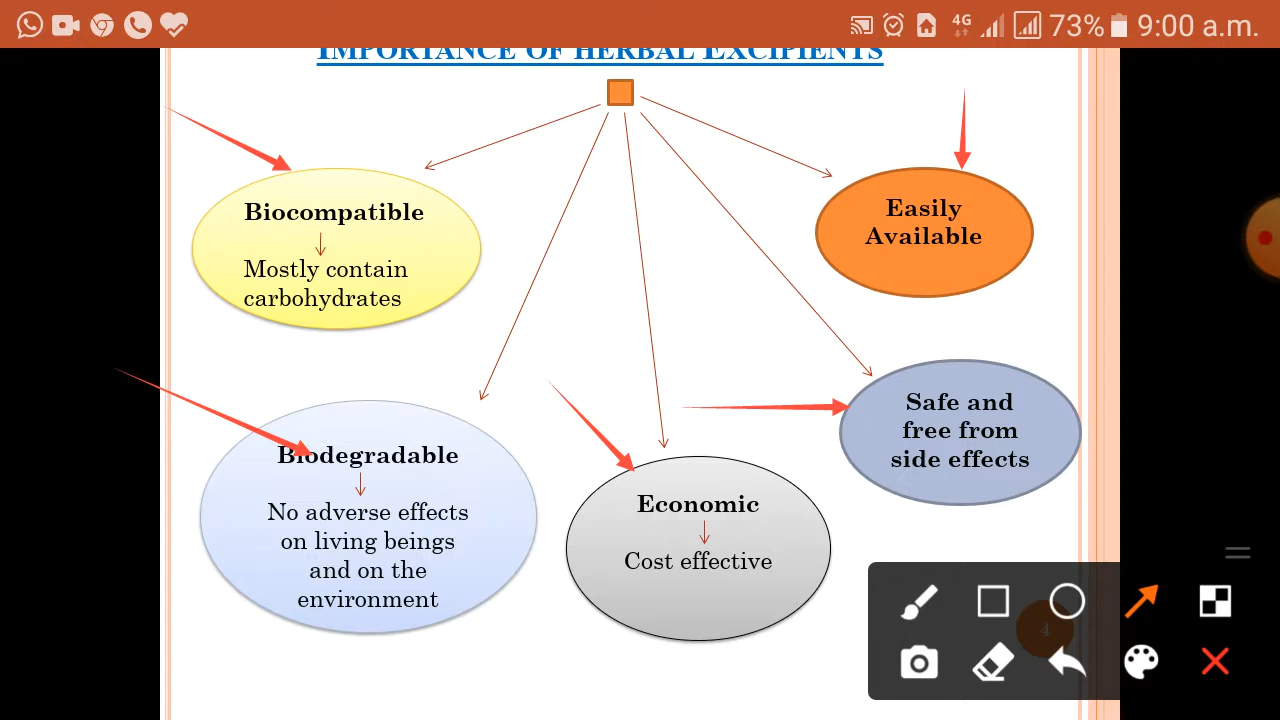 4G 73% 9:00 a.m.
IMPORTANCE OF HERBAL EXCIPIENTS
Biocompatible
Mostly contain
carbohydrates
Easily
Available
Biodegradable
No adverse effects
on living beings
and on the
environment
Economic
Cost effective
Safe and
free from
side effects
4